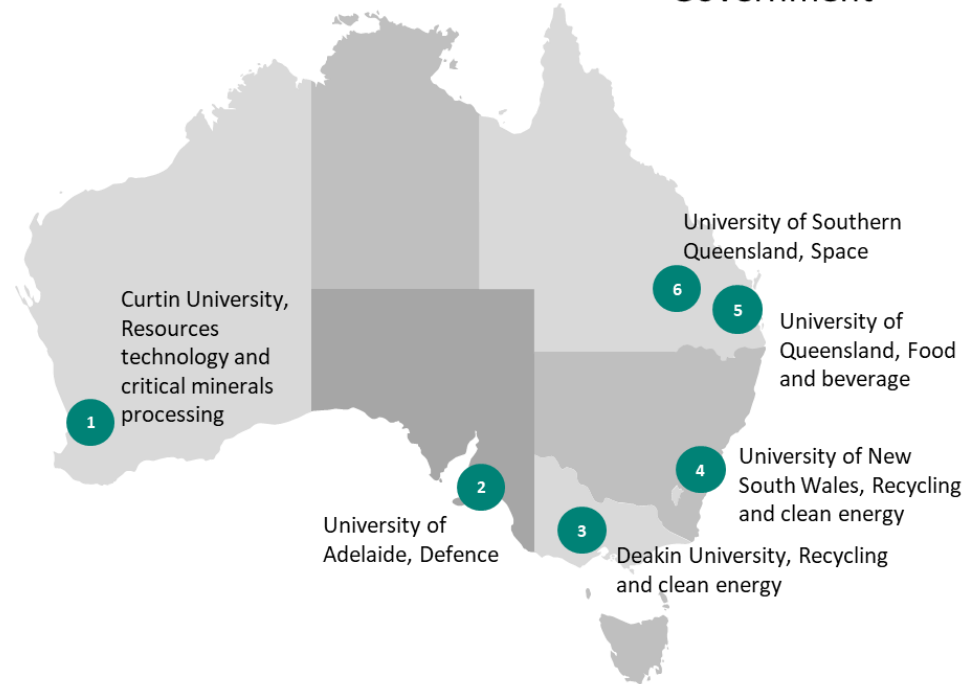 Government
University of Southern
Queensland, Space
6
5
Curtin University,
Resources
technology and
critical minerals
processing
1
University of
Queensland, Food
and beverage
4
University of New
South Wales, Recycling
and clean energy
2
University of
Adelaide, Defence
3
Deakin University, Recycling
and clean energy